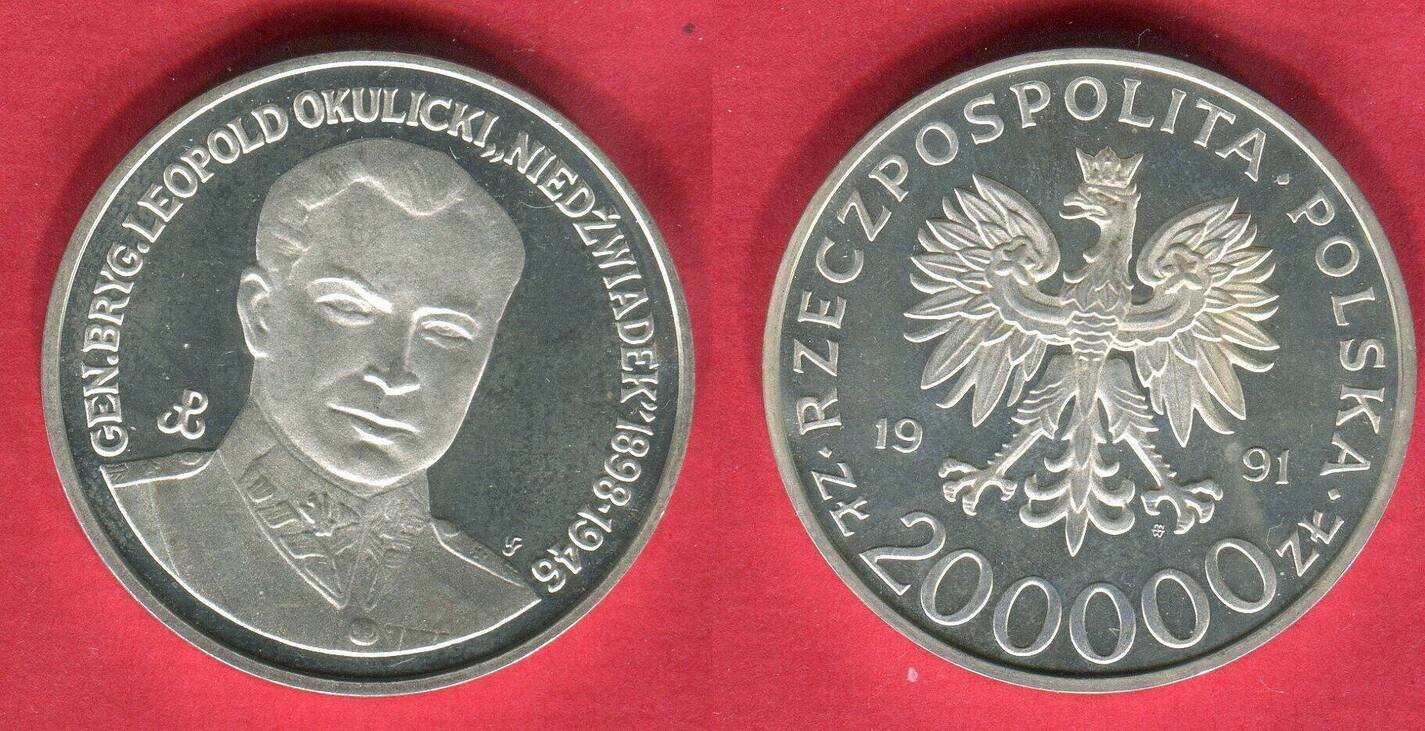 GEN.BRYG.LEOPOLD OKULICKI „NIEDŹWIADEK" 1898-1946
RZECZPOSPOLITA · POLSKA
19 91
ZŁ 200000 ZŁ